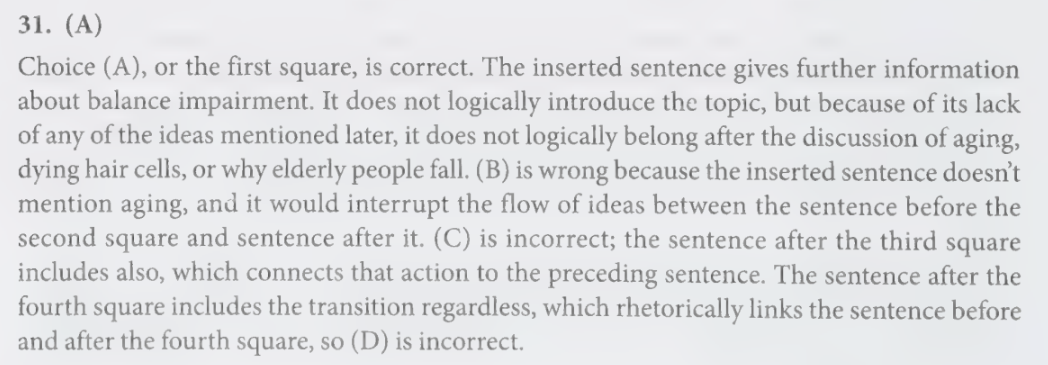 31. (A)
Choice (A), or the first square, is correct. The inserted sentence gives further information
about balance impairment. It does not logically introduce the topic, but because of its lack
of any of the ideas mentioned later, it does not logically belong after the discussion of aging,
dying hair cells, or why elderly people fall. (B) is wrong because the inserted sentence doesn't
mention aging, and it would interrupt the flow of ideas between the sentence before the
second square and sentence after it. (C) is incorrect; the sentence after the third square
includes also, which connects that action to the preceding sentence. The sentence after the
fourth square includes the transition regardless, which rhetorically links the sentence before
and after the fourth square, so (D) is incorrect.